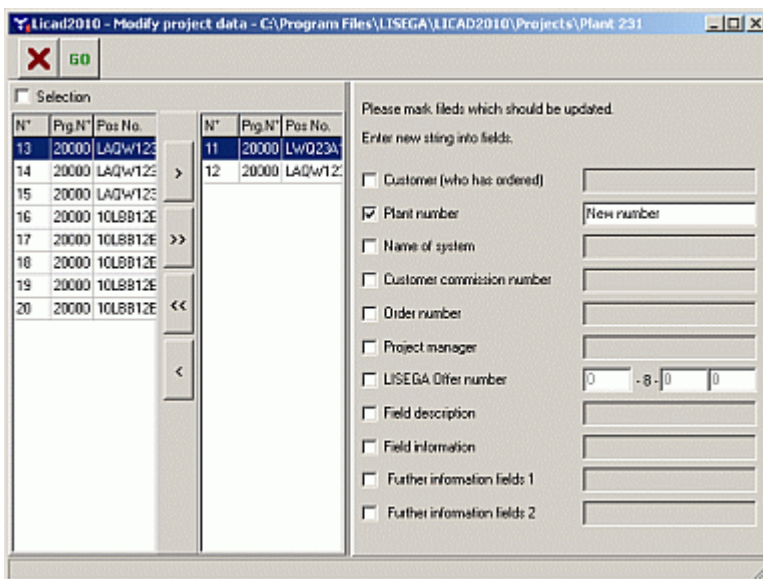 Licad2010 - Modify project data - C:\Program Files\LISEGA\LICAD2010\Projects\Plant 231
GO
Selection
N° Prg.N° Pos No.
13 20000 LAQW123
14 20000 LAQW123
15 20000 LAQW123
16 20000 10LBB12E
17 20000 10LBB12E
18 20000 10LBB12E
19 20000 10LBB12E
20 20000 10LBB12E
>
>>
<<
<
N° Prg.N° Pos No.
11 20000 LWQ23A
12 20000 LAQW12
Please mark fileds which should be updated.
Enter new string into fields.
Customer (who has ordered)
Plant number New number
Name of system
Customer commission number
Order number
Project manager
LISEGA Offer number 0 - 8 - 0 0
Field description
Field information
Further information fields 1
Further information fields 2